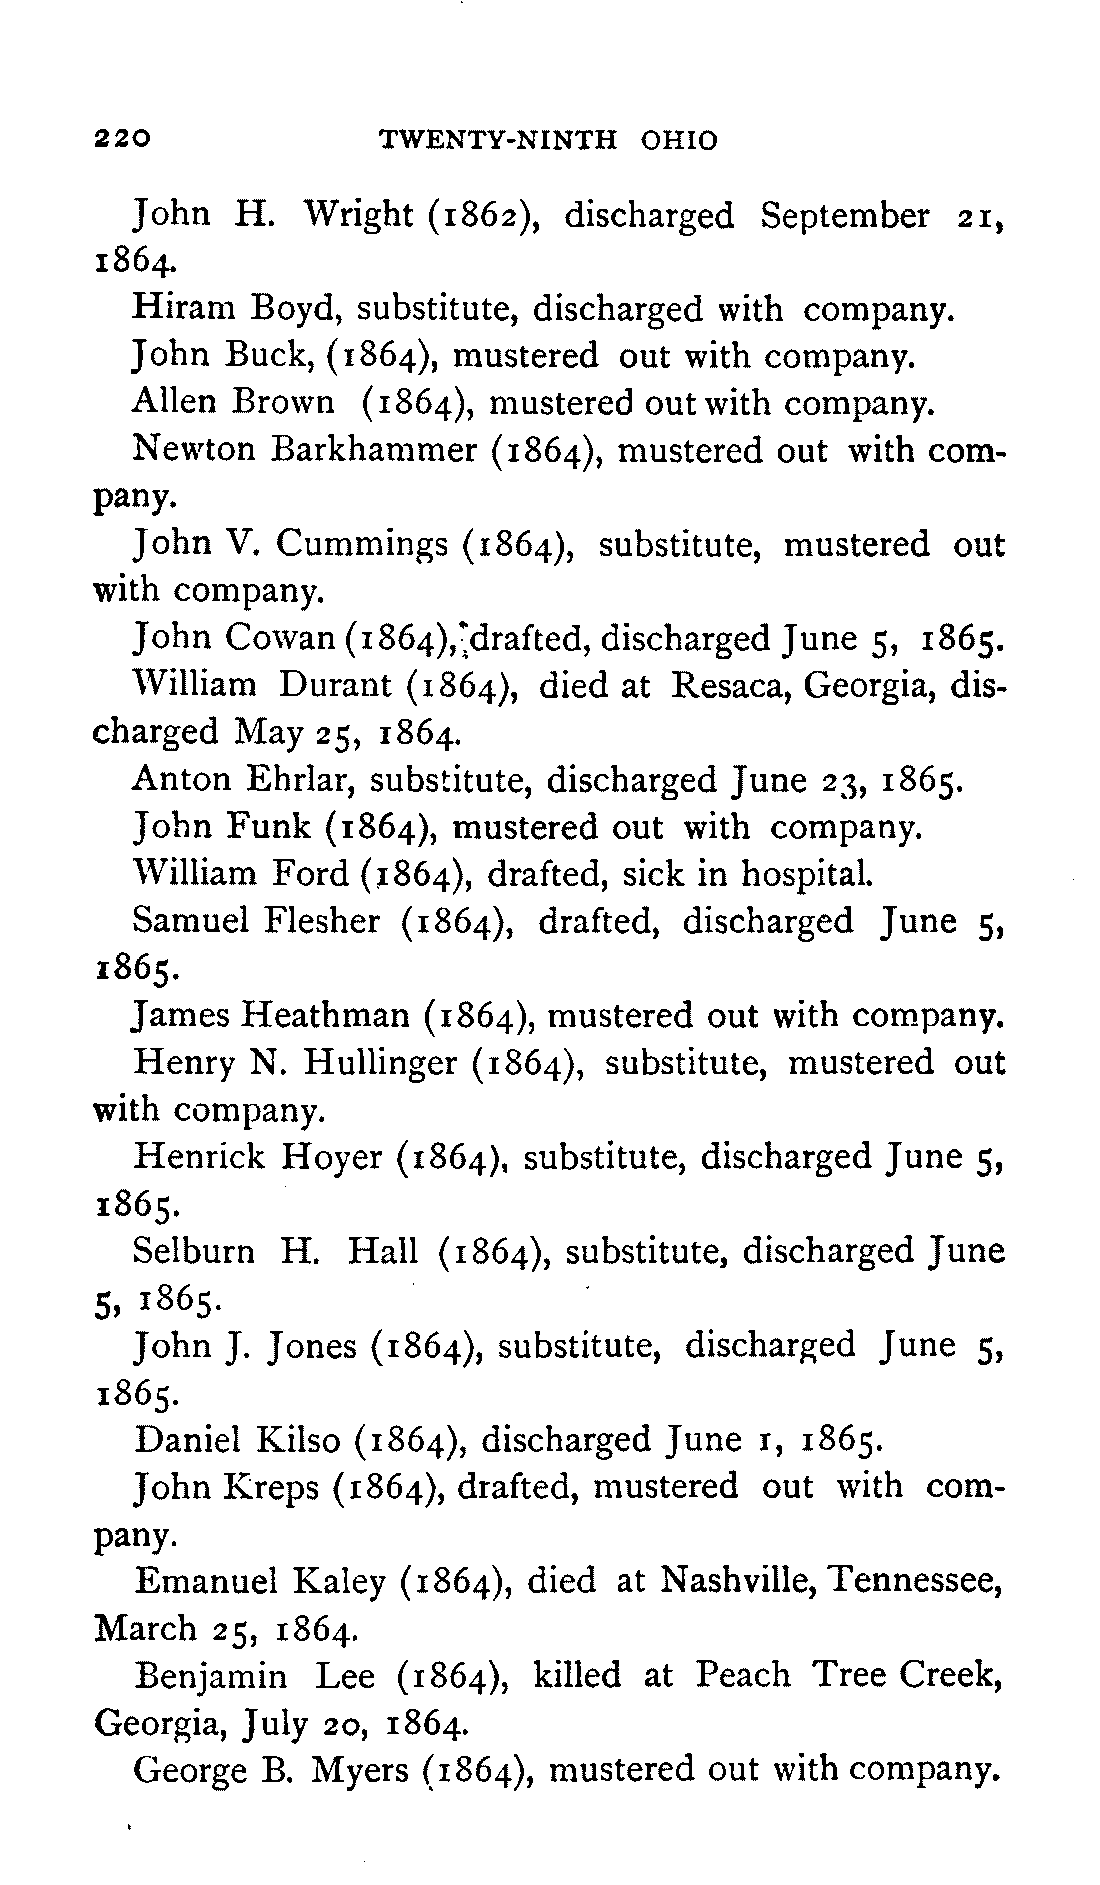 220 TWENTY-NINTH OHIO
John H. Wright (1862), discharged September 21,
1864.
Hiram Boyd, substitute, discharged with company.
John Buck, (1864), mustered out with company.
Allen Brown (1864), mustered out with company.
Newton Barkhammer (1864), mustered out with com-
pany.
John V. Cummings (1864), substitute, mustered out
with company.
John Cowan (1864), drafted, discharged June 5, 1865.
William Durant (1864), died at Resaca, Georgia, dis-
charged May 25, 1864.
Anton Ehrlar, substitute, discharged June 23, 1865.
John Funk (1864), mustered out with company.
William Ford (1864), drafted, sick in hospital.
Samuel Flesher (1864), drafted, discharged June 5,
1865.
James Heathman (1864), mustered out with company.
Henry N. Hullinger (1864), substitute, mustered out
with company.
Henrick Hoyer (1864), substitute, discharged June 5,
1865.
Selburn H. Hall (1864), substitute, discharged June
5, 1865.
John J. Jones (1864), substitute, discharged June 5,
1865.
Daniel Kilso (1864), discharged June 1, 1865.
John Kreps (1864), drafted, mustered out with com-
pany.
Emanuel Kaley (1864), died at Nashville, Tennessee,
March 25, 1864.
Benjamin Lee (1864), killed at Peach Tree Creek,
Georgia, July 20, 1864.
George B. Myers (1864), mustered out with company.